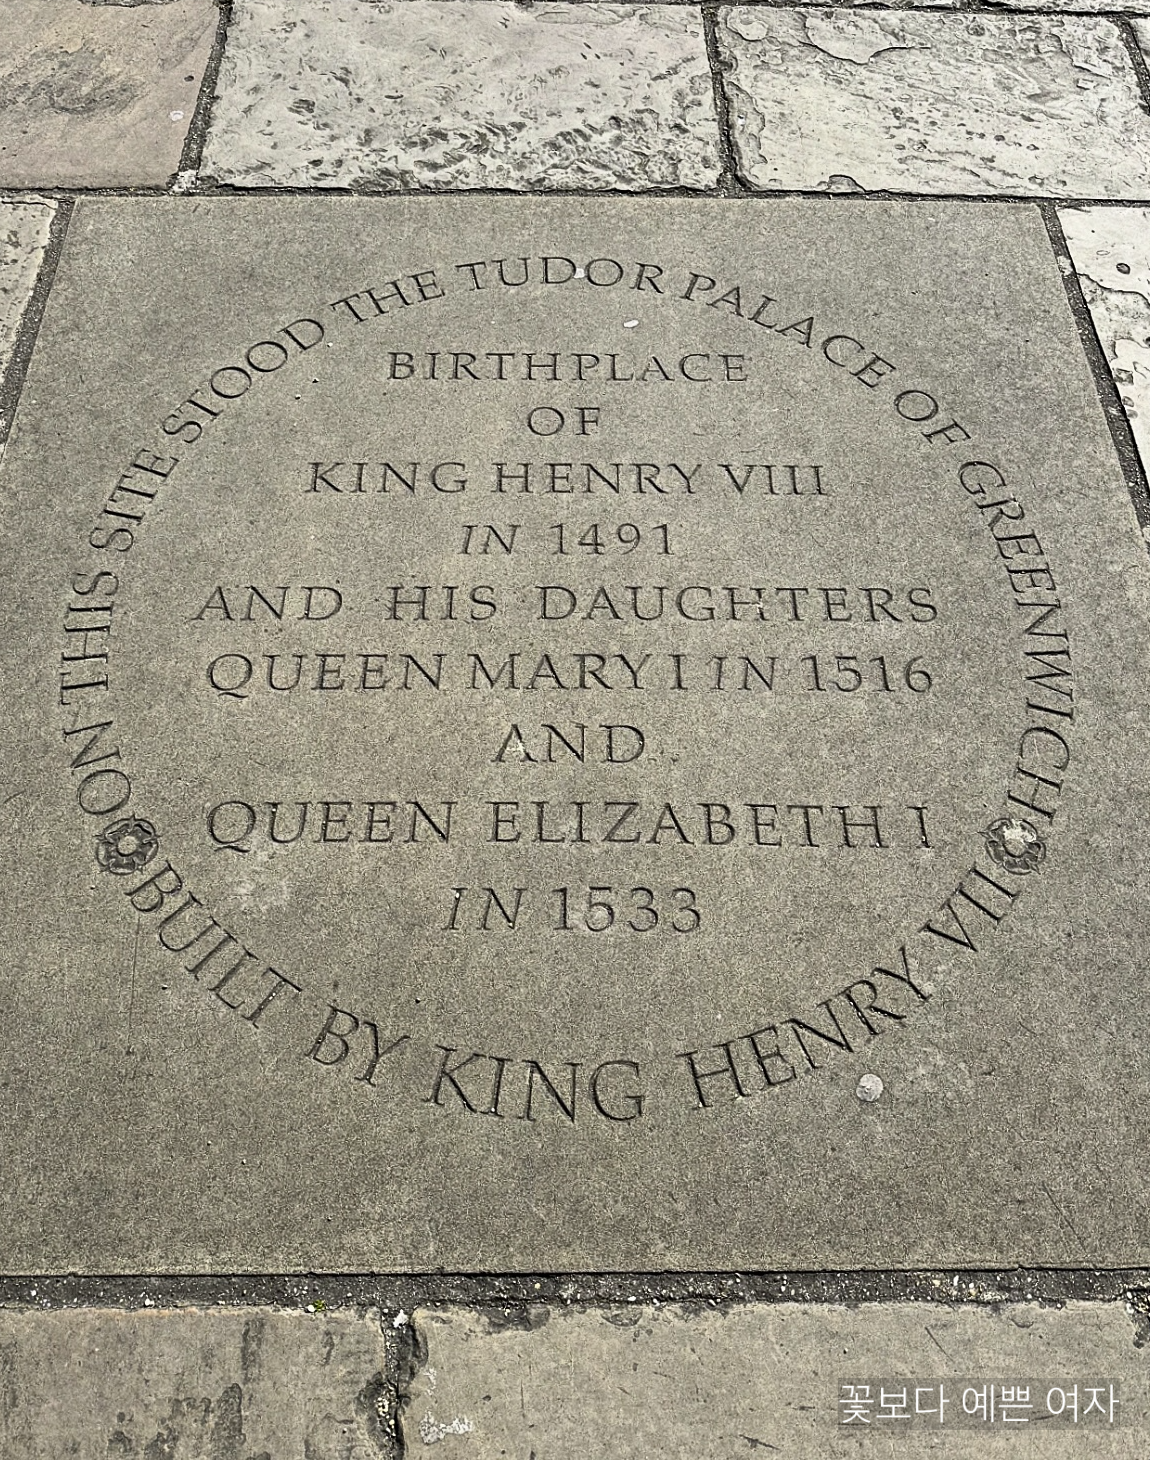 ON THIS SITE STOOD THE TUDOR PALACE OF GREENWICH
BIRTHPLACE
OF
KING HENRY VIII
IN 1491
AND HIS DAUGHTERS
QUEEN MARY I IN 1516
AND
QUEEN ELIZABETH I
IN 1533
BUILT BY KING HENRY VII
꽃보다 예쁜 여자